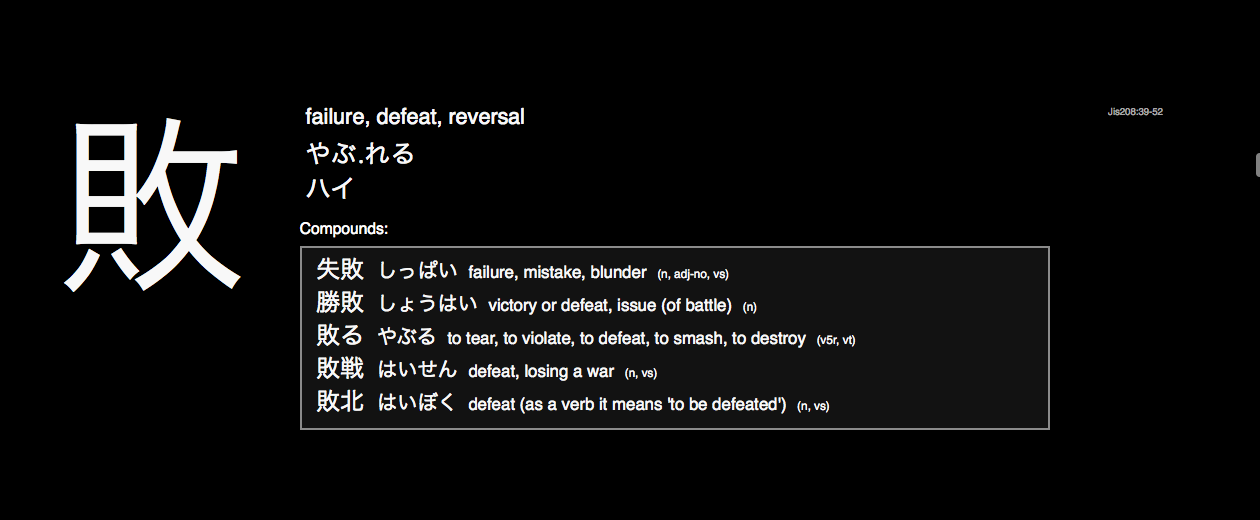 敗
failure, defeat, reversal
Jis208:39-52
やぶ.れる
ハイ
Compounds:
失敗 しっぱい failure, mistake, blunder (n, adj-no, vs)
勝敗 しょうはい victory or defeat, issue (of battle) (n)
敗る やぶる to tear, to violate, to defeat, to smash, to destroy (v5r, vt)
敗戦 はいせん defeat, losing a war (n, vs)
敗北 はいぼく defeat (as a verb it means 'to be defeated') (n, vs)